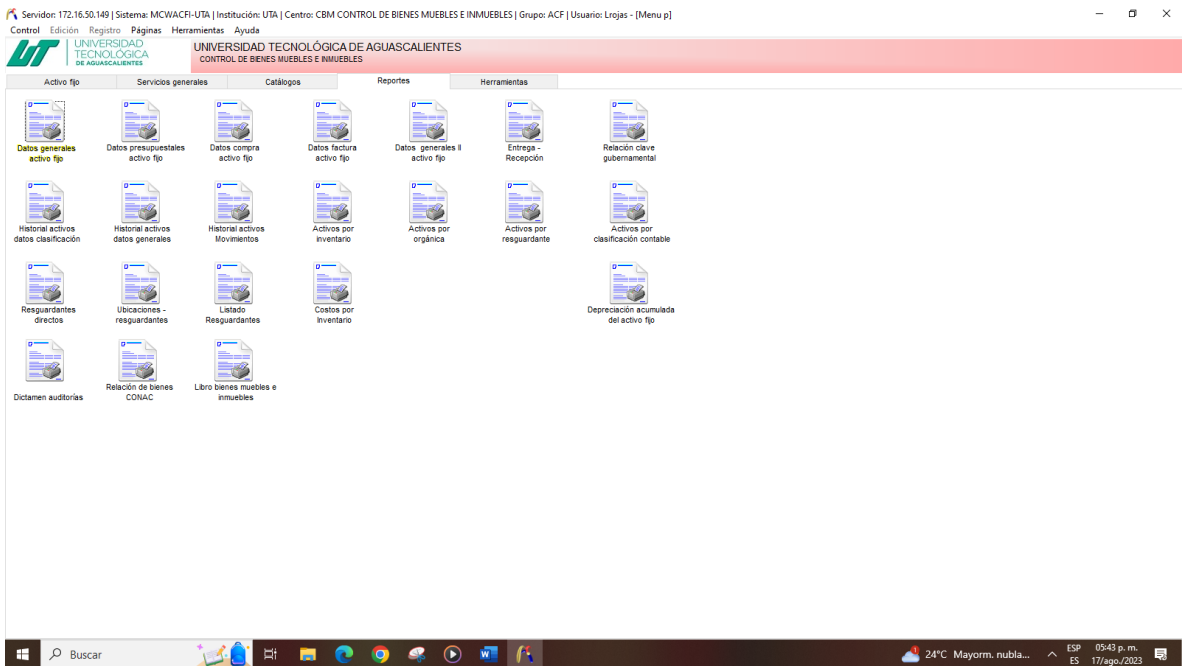 Servidor: 172.16.50.149 | Sistema: MCWACFI-UTA | Institución: UTA | Centro: CBM CONTROL DE BIENES MUEBLES E INMUEBLES | Grupo: ACF | Usuario: Lrojas - [Menu p]
Control Edición Registro Páginas Herramientas Ayuda
UT
UNIVERSIDAD
TECNOLÓGICA
DE AGUASCALIENTES
UNIVERSIDAD TECNOLÓGICA DE AGUASCALIENTES
CONTROL DE BIENES MUEBLES E INMUEBLES
Activo fijo Servicios generales Catálogos Reportes Herramientas
Datos generales Datos presupuestales Datos compra Datos factura Datos generales II Entrega - Relación clave
activo fijo activo fijo activo fijo activo fijo activo fijo Recepción gubernamental
Historial activos Historial activos Historial activos Activos por Activos por Activos por Activos por
datos clasificación datos generales Movimientos inventario orgánica resguardante clasificación contable
Resguardantes Ubicaciones - Listado Costos por Depreciación acumulada
directos resguardantes Resguardantes Inventario del activo fijo
Relación de bienes Libro bienes muebles e
Dictamen auditorías CONAC inmuebles
Buscar
24°C Mayorm. nubla...
ESP 05:43 p. m.
ES 17/ago./2023